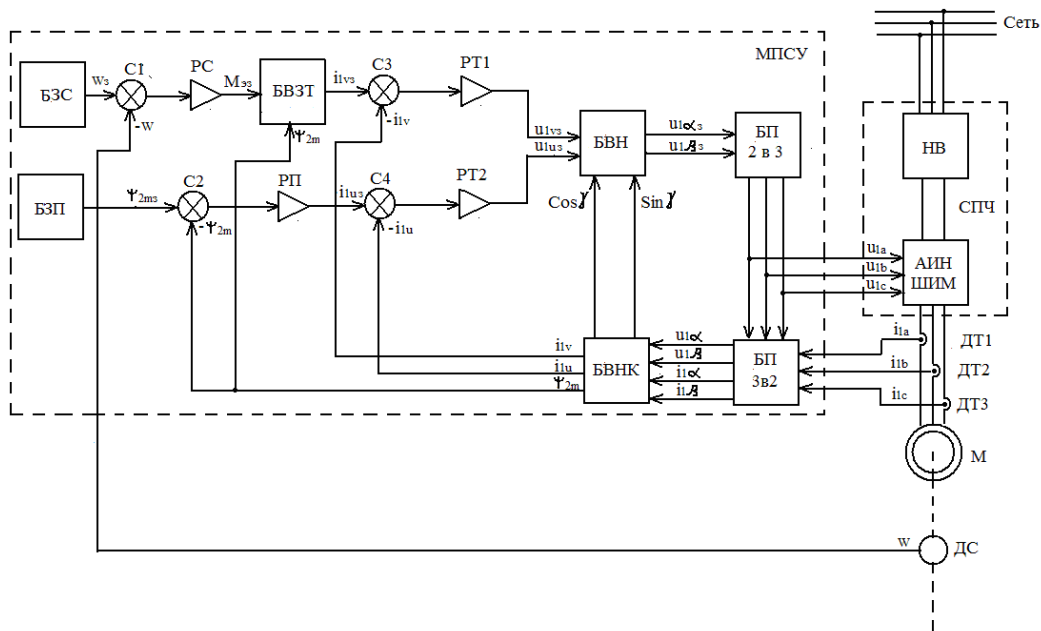 Сеть
МПСУ
БЗС
wз
С1
-w
РС
Mэз
БВЗТ
Ψ2m
i1vз
С3
-i1v
РТ1
u1vз
u1uз
БВН
u1αз
u1βз
БП
2 в 3
НВ
СПЧ
БЗП
Ψ2mз
С2
-Ψ2m
РП
i1uз
С4
-i1u
РТ2
Cosγ
Sinγ
u1a
u1b
u1c
АИН
ШИМ
i1v
i1u
Ψ2m
БВНК
u1α
u1β
i1α
i1β
БП
3в2
i1a
i1b
i1c
ДТ1
ДТ2
ДТ3
М
w
ДС